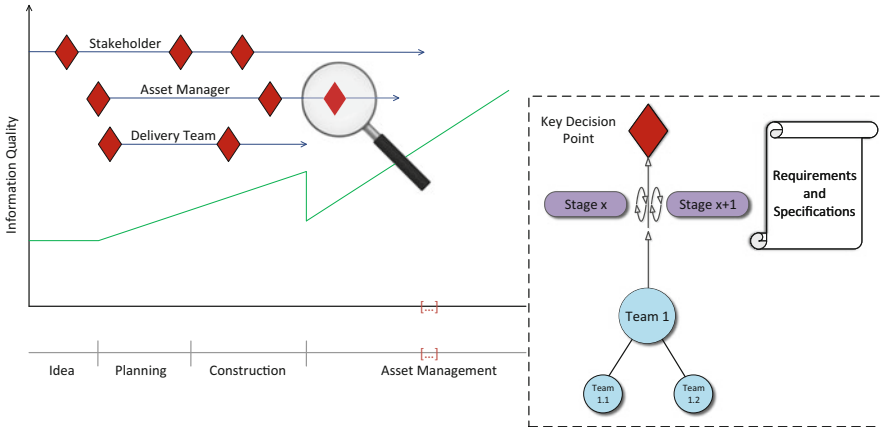 Information Quality
Stakeholder
Asset Manager
Delivery Team
[...]
[...]
Idea
Planning
Construction
Asset Management
Key Decision
Point
Stage x
Stage x+1
Requirements
and
Specifications
Team 1
Team
1.1
Team
1.2